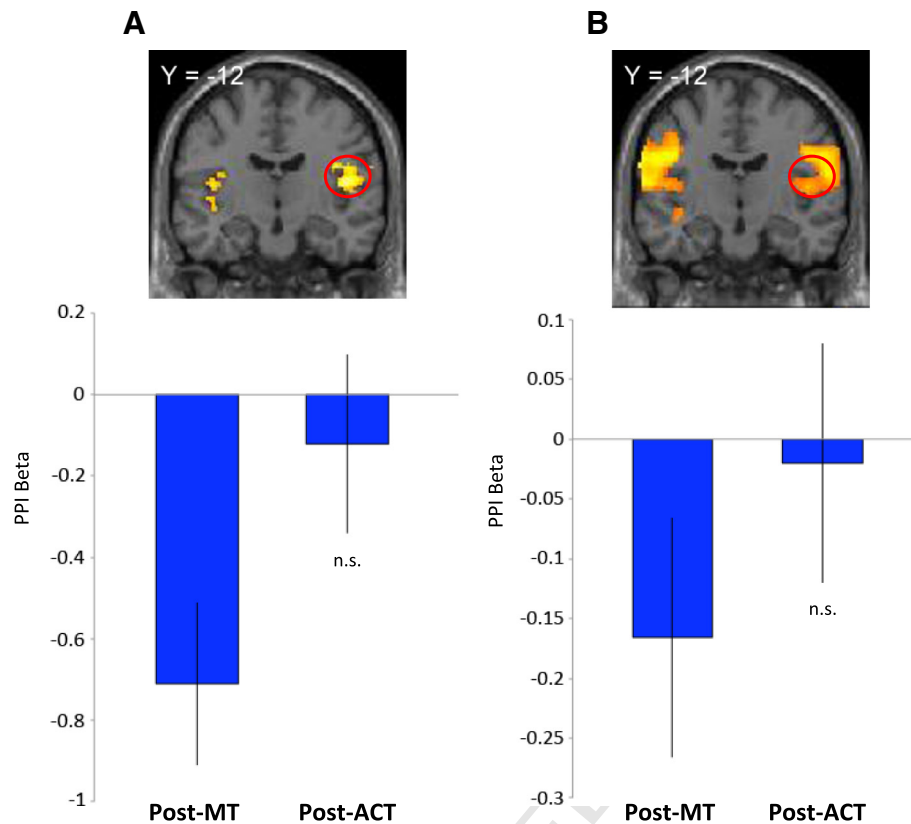 A
B
Y = -12
Y = -12
0.2
0
-0.2
-0.4
-0.6
-0.8
-1
PPI Beta
n.s.
Post-MT
Post-ACT
0.1
0.05
0
-0.05
-0.1
-0.15
-0.2
-0.25
-0.3
PPI Beta
n.s.
Post-MT
Post-ACT